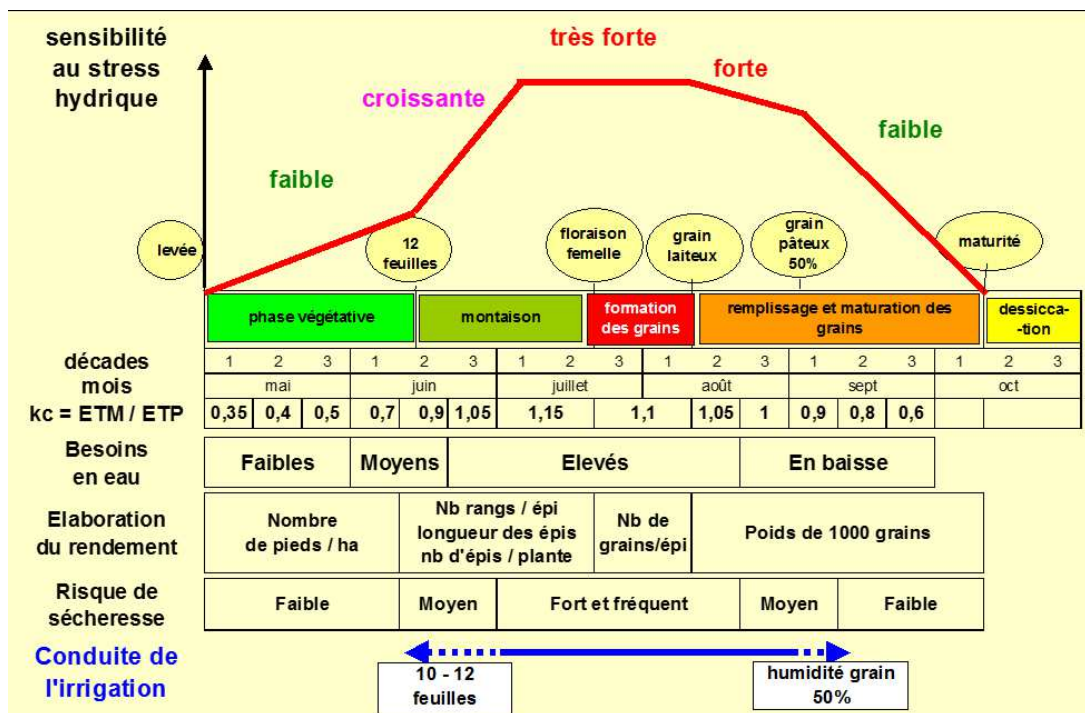 sensibilité
au stress
hydrique
très forte
forte
croissante
faible
faible
levée
12
feuilles
floraison
femelle
grain
laiteux
grain
pâteux
50%
maturité
phase végétative
montaison
formation
des grains
remplissage et maturation des
grains
dessicca-
-tion
décades 1 2 3 1 2 3 1 2 3 1 2 3 1 2 3 1 2 3
mois mai juin juillet août sept oct
kc = ETM / ETP 0,35 0,4 0,5 0,7 0,9 1,05 1,15 1,1 1,05 1 0,9 0,8 0,6
Besoins
en eau
Faibles Moyens Elevés En baisse
Elaboration
du rendement
Nombre
de pieds / ha
Nb rangs / épi
longueur des épis
nb d'épis / plante
Nb de
grains/épi
Poids de 1000 grains
Risque de
sécheresse
Faible Moyen Fort et fréquent Moyen Faible
Conduite de
l'irrigation
10 - 12
feuilles
humidité grain
50%